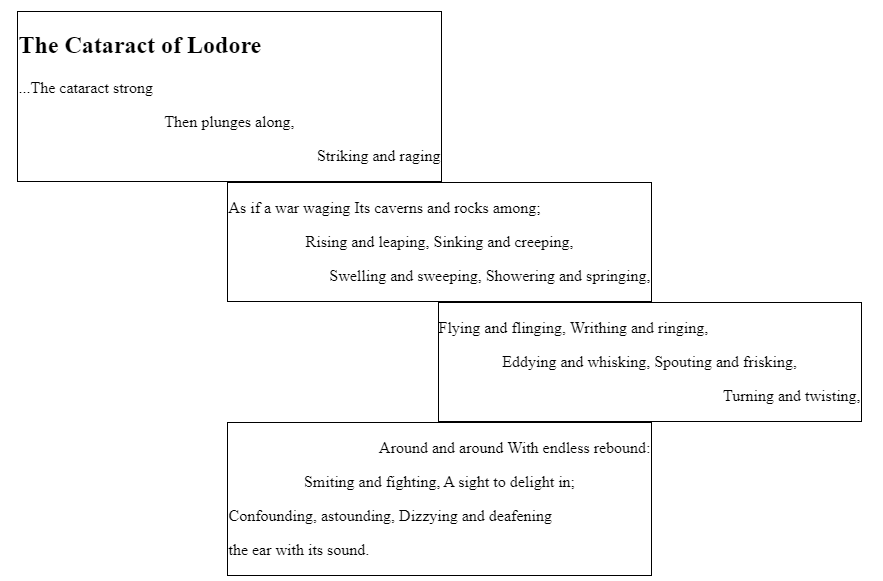 The Cataract of Lodore
...The cataract strong
Then plunges along,
Striking and raging
As if a war waging Its caverns and rocks among;
Rising and leaping, Sinking and creeping,
Swelling and sweeping, Showering and springing,
Flying and flinging, Writhing and ringing,
Eddying and whisking, Spouting and frisking,
Turning and twisting,
Around and around With endless rebound:
Smiting and fighting, A sight to delight in;
Confounding, astounding, Dizzying and deafening
the ear with its sound.